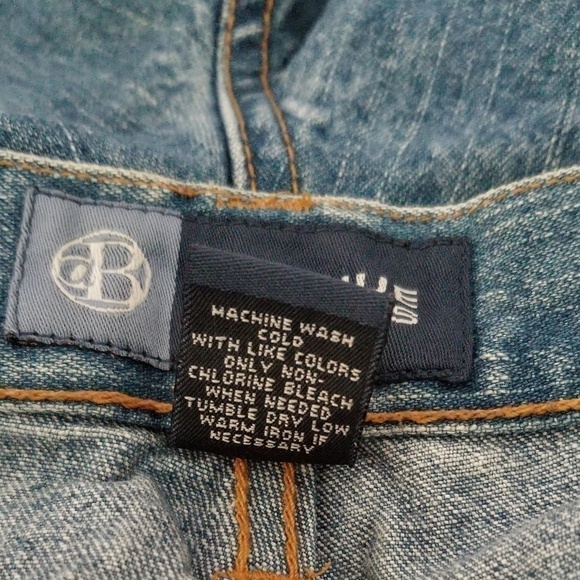 aB
MACHINE WASH
COLD
WITH LIKE COLORS
ONLY NON-
CHLORINE BLEACH
WHEN NEEDED
TUMBLE DRY LOW
WARM IRON IF
NECESSARY